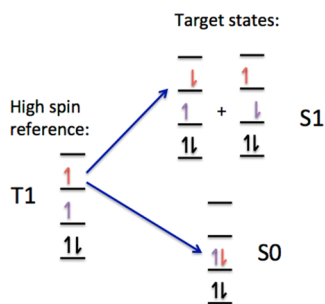 Target states:
+
S1
High spin
reference:
T1
S0